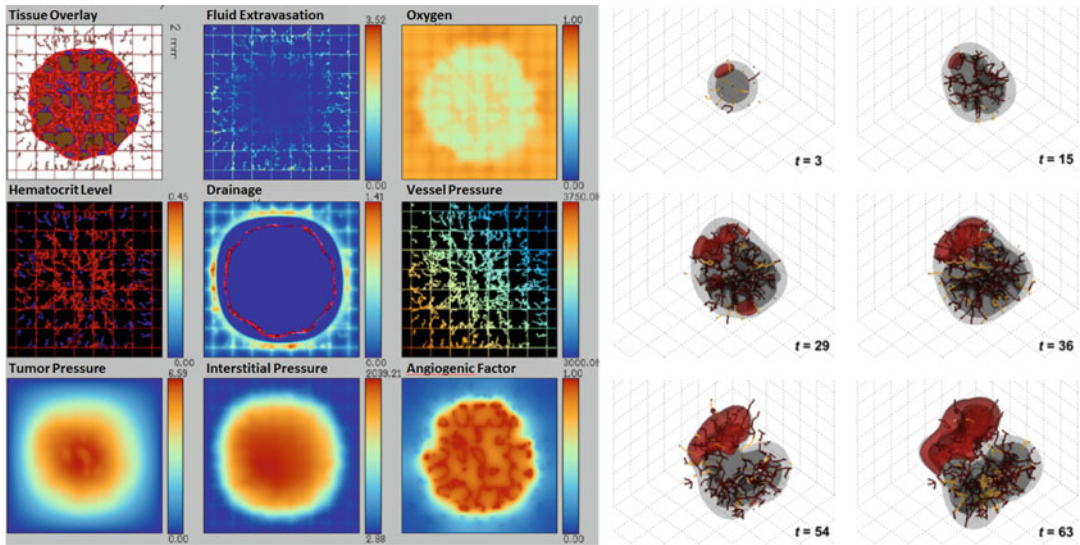 Tissue Overlay
2 mm
Fluid Extravasation
3.52
0.00
Oxygen
1.00
0.00
Hematocrit Level
0.45
0.00
Drainage
1.41
0.00
Vessel Pressure
3750.0
3000.0
Tumor Pressure
6.59
0.00
Interstitial Pressure
2039.21
2.88
Angiogenic Factor
1.00
0.00
t = 3
t = 15
t = 29
t = 36
t = 54
t = 63